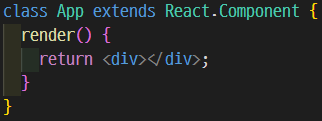 class App extends React.Component {
  render() {
    return <div></div>;
  }
}